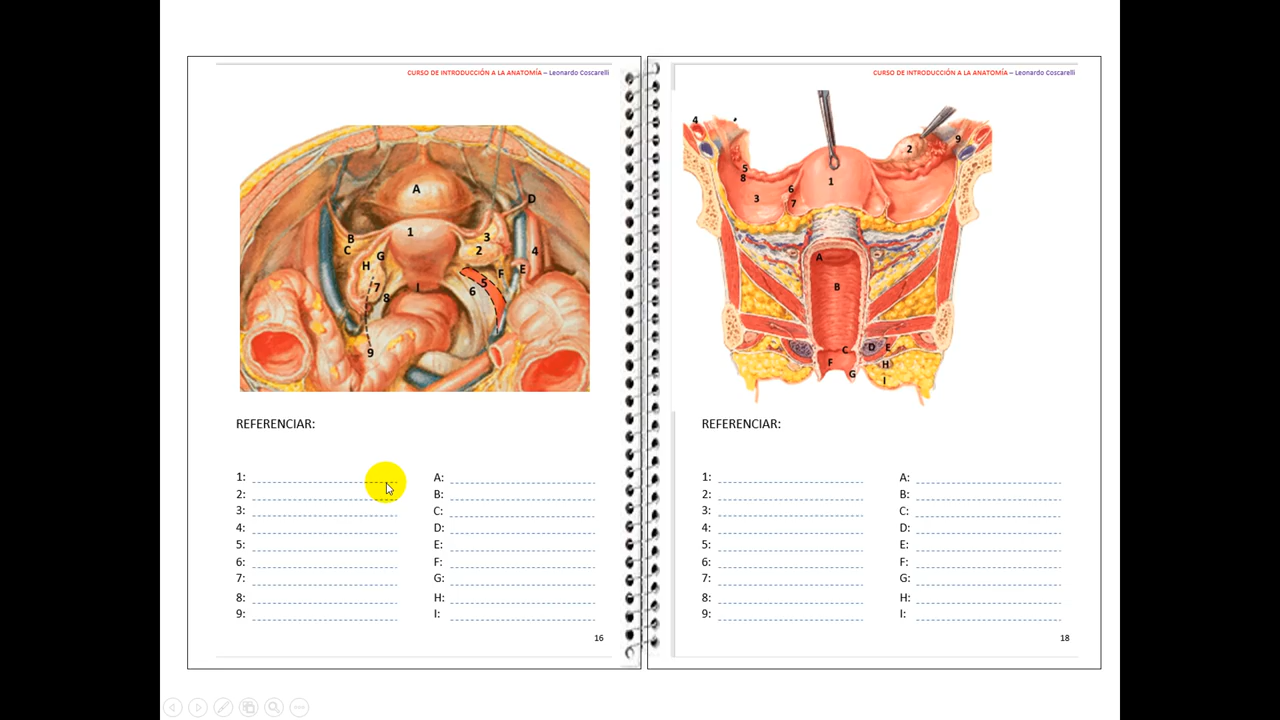 CURSO DE INTRODUCCIÓN A LA ANATOMÍA – Leonardo Coscarelli
A
D
1
B
3
C
G
2
4
H
F
E
7
I
5
6
8
9
REFERENCIAR:
1:
2:
3:
4:
5:
6:
7:
8:
9:
A:
B:
C:
D:
E:
F:
G:
H:
I:
16
CURSO DE INTRODUCCIÓN A LA ANATOMÍA – Leonardo Coscarelli
4
9
2
5
8
1
6
3
7
A
B
C
D
E
F
H
G
I
REFERENCIAR:
1:
2:
3:
4:
5:
6:
7:
8:
9:
A:
B:
C:
D:
E:
F:
G:
H:
I:
18